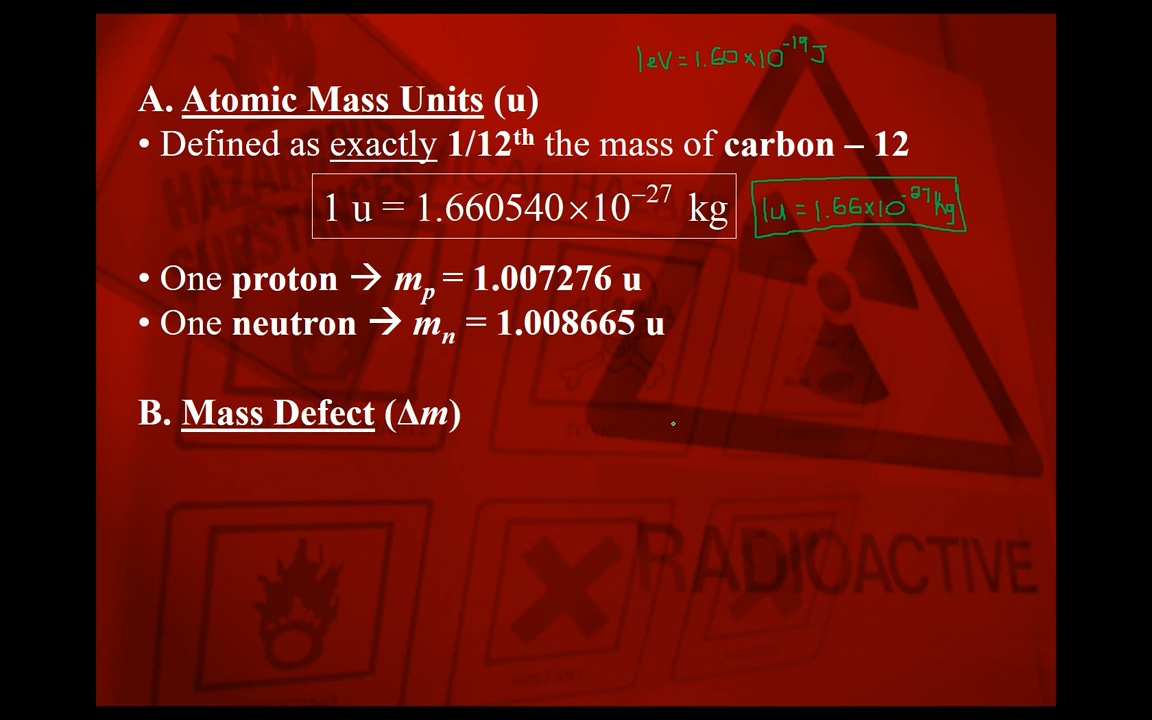 1eV = 1.60×10⁻¹⁹J
A. Atomic Mass Units (u)
• Defined as exactly 1/12ᵗʰ the mass of carbon – 12
1 u = 1.660540×10⁻²⁷ kg
1u = 1.66×10⁻²⁷kg
• One proton → mₚ = 1.007276 u
• One neutron → mₙ = 1.008665 u
B. Mass Defect (Δm)
HAZARDOUS
SUBSTANCES
RADIOACTIVE